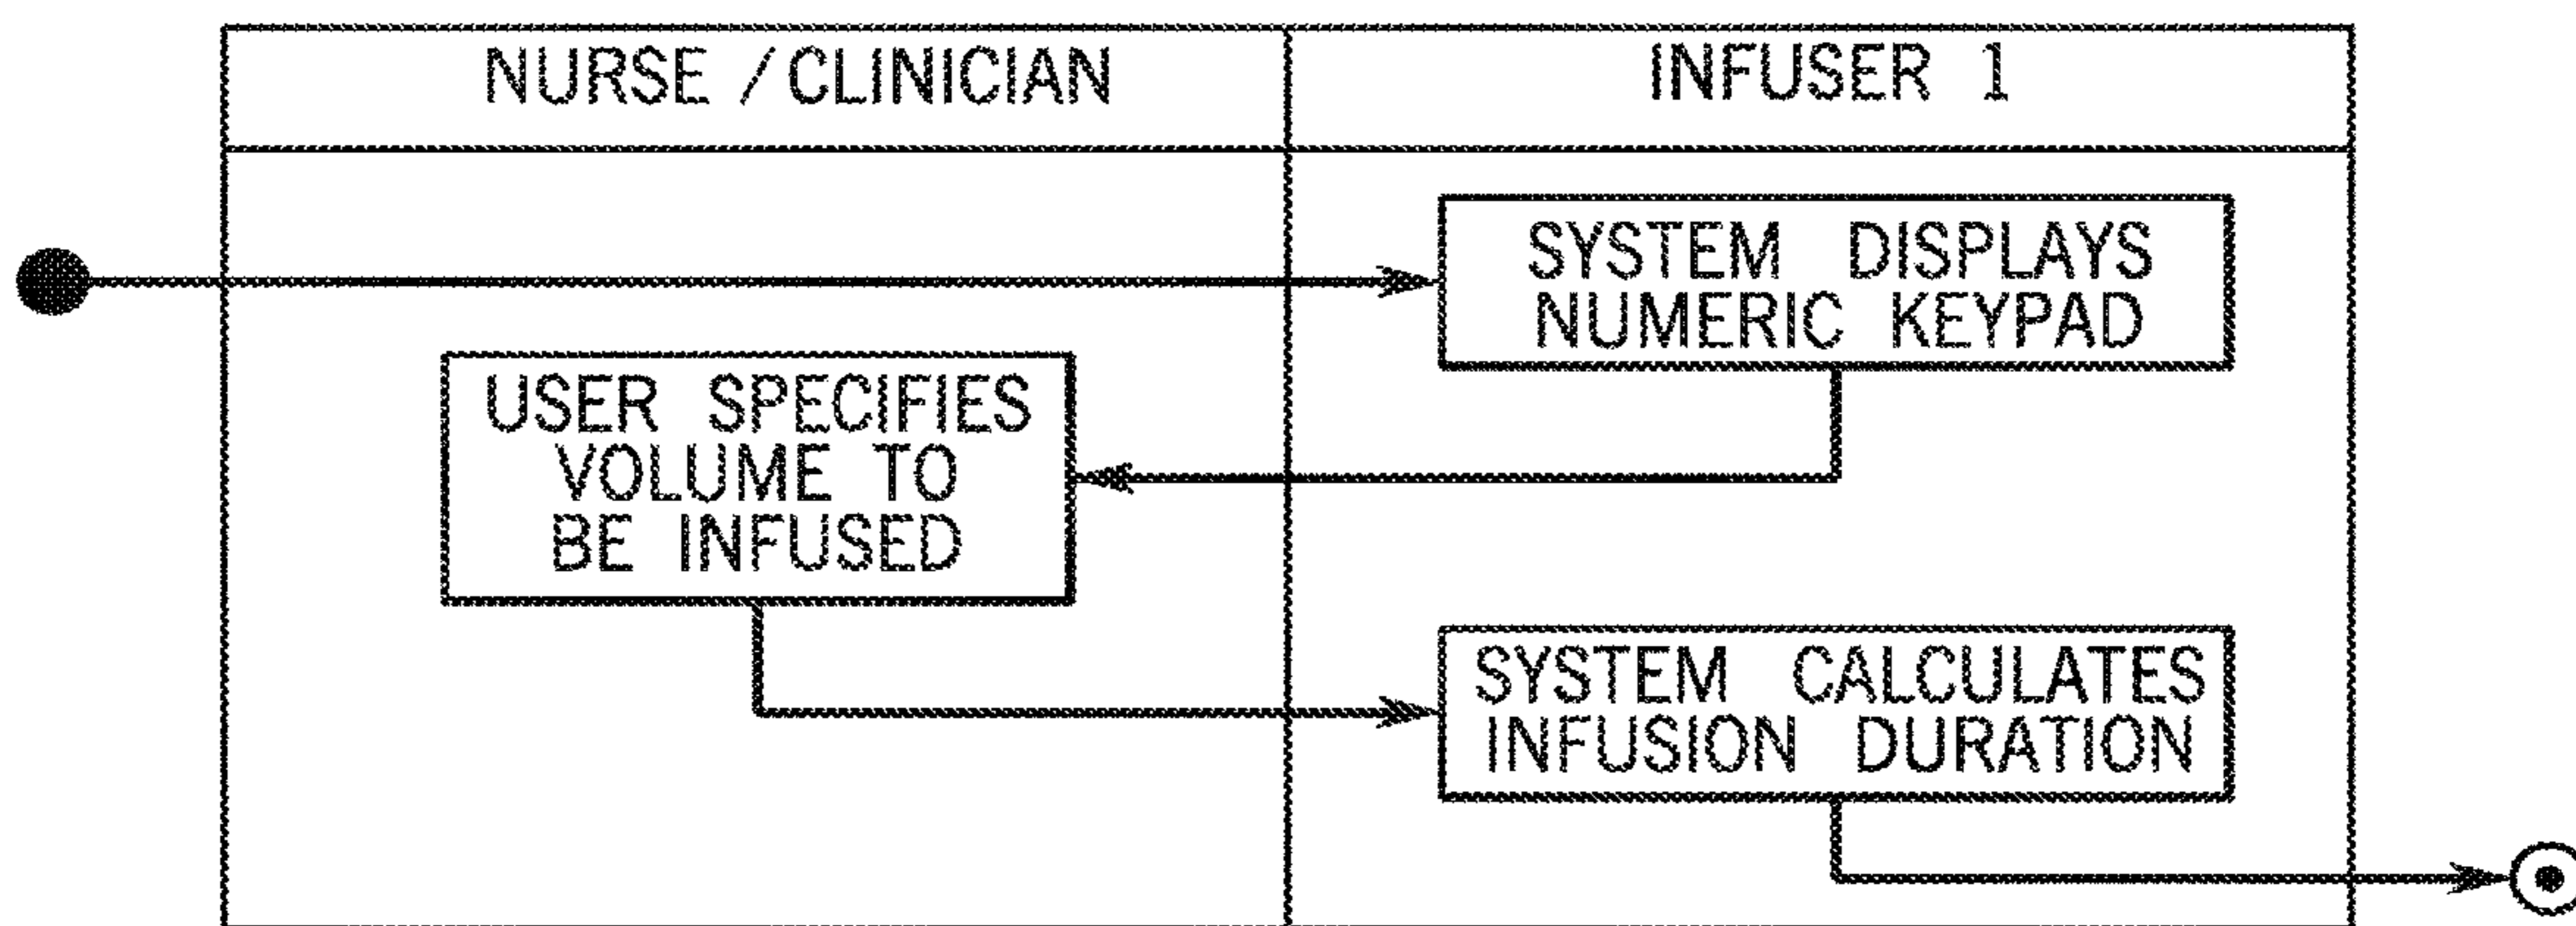 NURSE / CLINICIAN
INFUSER 1
SYSTEM DISPLAYS
NUMERIC KEYPAD
USER SPECIFIES
VOLUME TO
BE INFUSED
SYSTEM CALCULATES
INFUSION DURATION